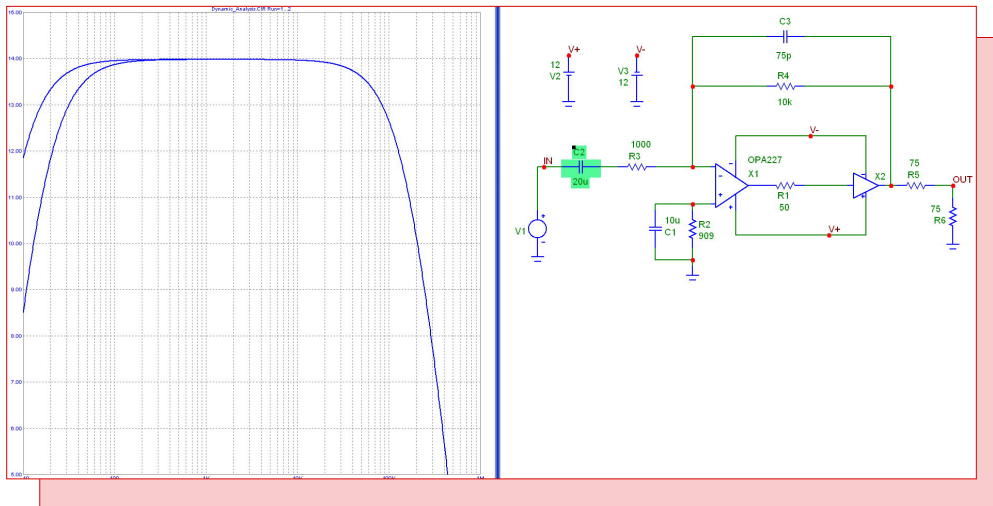 Dynamic_Analysis.CIR Run=1...2
15.00
14.00
13.00
12.00
11.00
10.00
9.00
8.00
7.00
6.00
5.00
10
100
1K
10K
100K
1M
C3
75p
R4
10k
V+
12
V2
V-
V3
12
IN
C2
20u
1000
R3
V1
10u
C1
R2
909
OPA227
X1
V-
R1
50
X2
V+
75
R5
OUT
75
R6